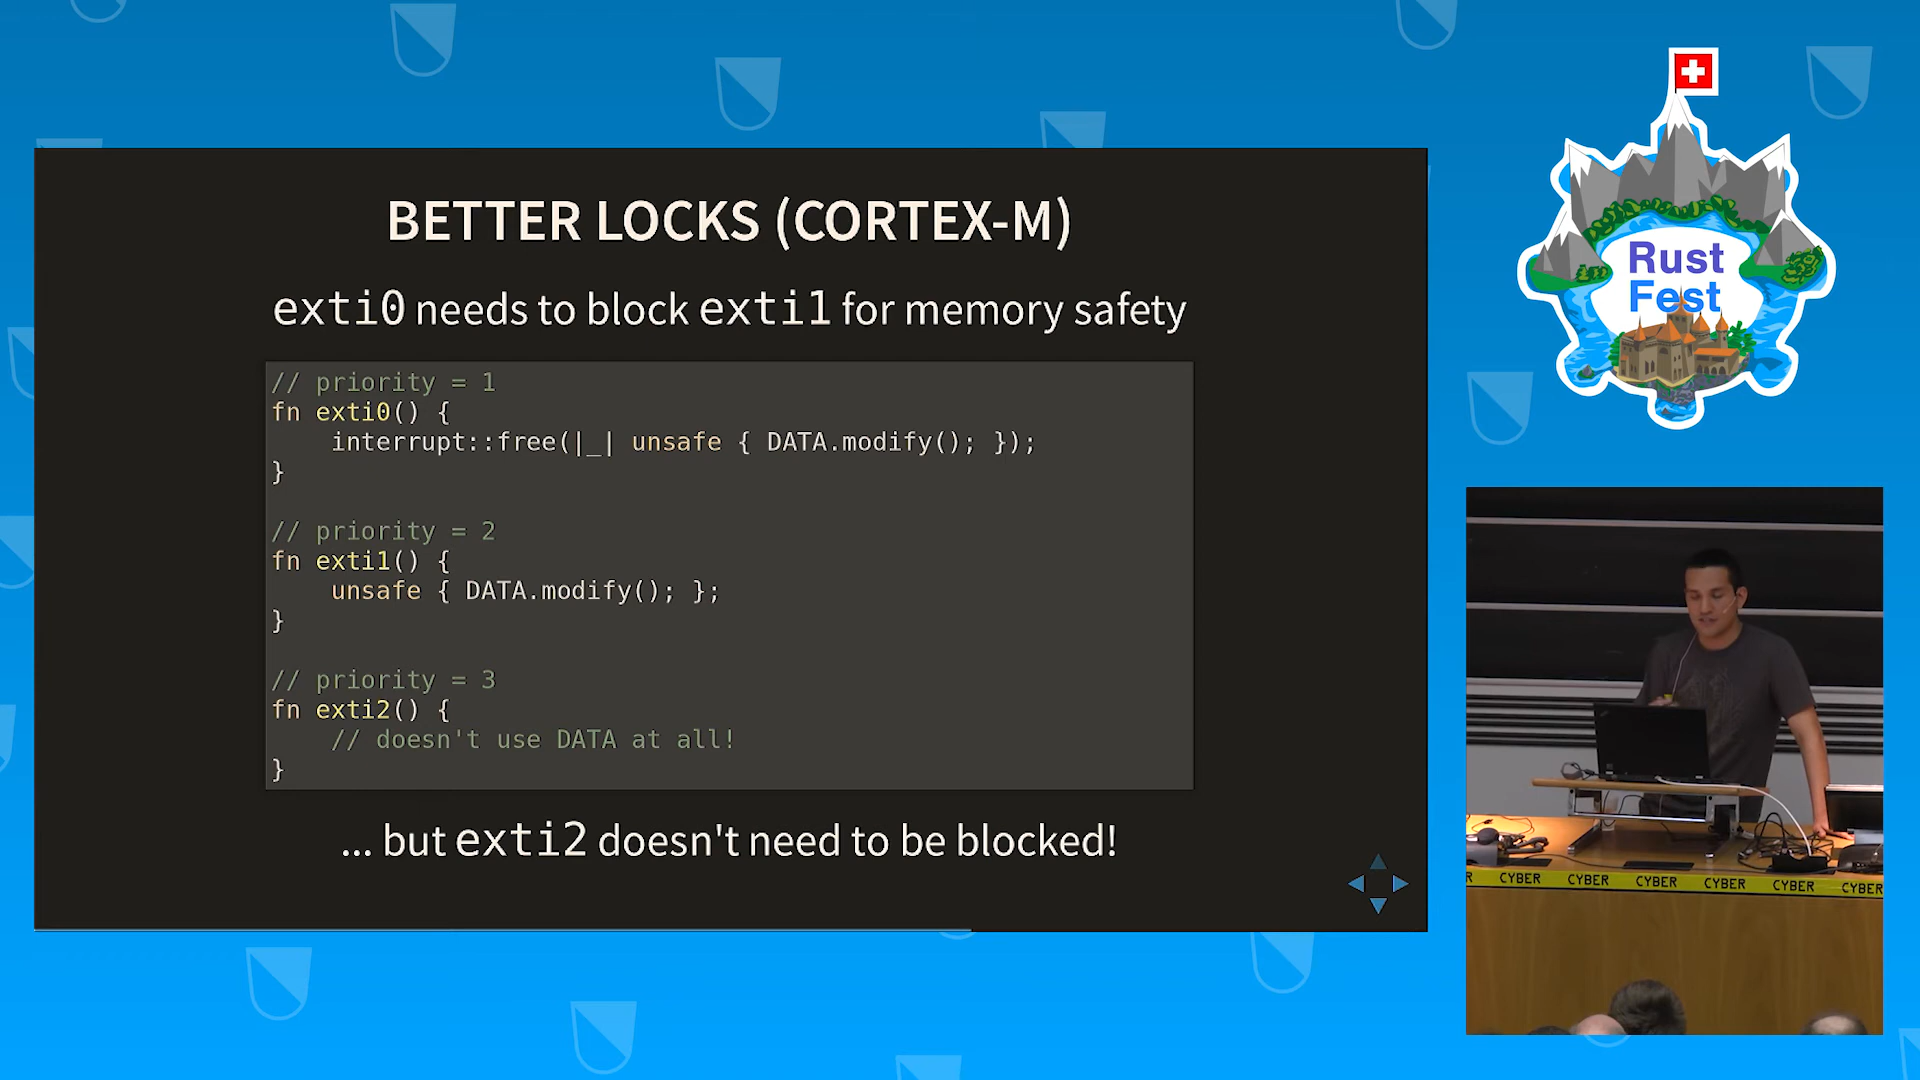 BETTER LOCKS (CORTEX-M)
exti0 needs to block exti1 for memory safety
// priority = 1
fn exti0() {
    interrupt::free(|_| unsafe { DATA.modify(); });
}
// priority = 2
fn exti1() {
    unsafe { DATA.modify(); };
}
// priority = 3
fn exti2() {
    // doesn't use DATA at all!
}
... but exti2 doesn't need to be blocked!
Rust
Fest
R CYBER CYBER CYBER CYBER CYBER CYBER